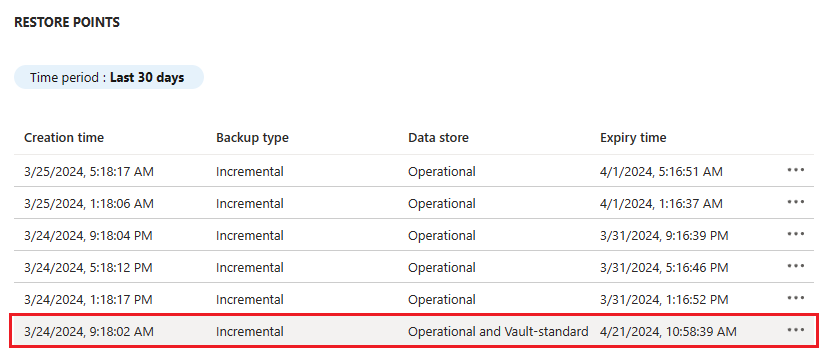 RESTORE POINTS
Time period : Last 30 days
Creation time Backup type Data store Expiry time
3/25/2024, 5:18:17 AM Incremental Operational 4/1/2024, 5:16:51 AM
3/25/2024, 1:18:06 AM Incremental Operational 4/1/2024, 1:16:37 AM
3/24/2024, 9:18:04 PM Incremental Operational 3/31/2024, 9:16:39 PM
3/24/2024, 5:18:12 PM Incremental Operational 3/31/2024, 5:16:46 PM
3/24/2024, 1:18:17 PM Incremental Operational 3/31/2024, 1:16:52 PM
3/24/2024, 9:18:02 AM Incremental Operational and Vault-standard 4/21/2024, 10:58:39 AM